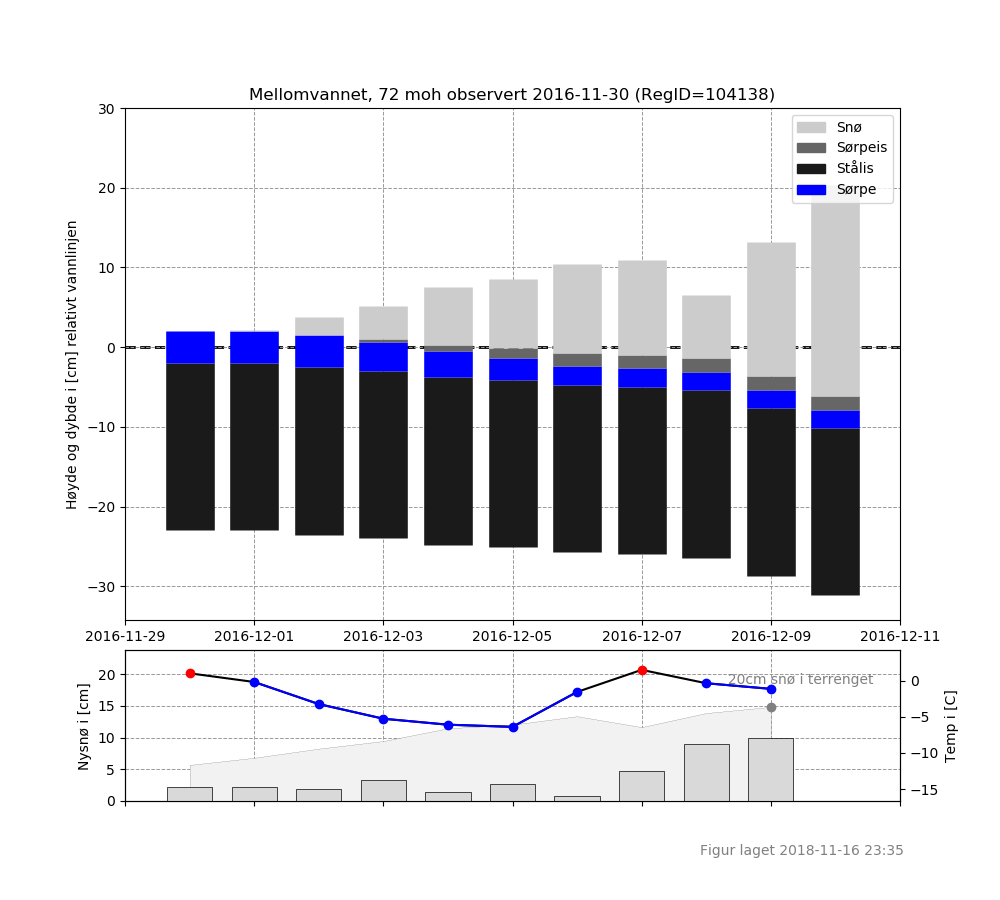 Mellomvannet, 72 moh observert 2016-11-30 (RegID=104138)
Høyde og dybde i [cm] relativt vannlinjen
30
20
10
0
−10
−20
−30
Snø
Sørpeis
Stålis
Sørpe
2016-11-29
2016-12-01
2016-12-03
2016-12-05
2016-12-07
2016-12-09
2016-12-11
Nysnø i [cm]
20
15
10
5
0
20cm snø i terrenget
0
−5
−10
−15
Temp i [C]
Figur laget 2018-11-16 23:35